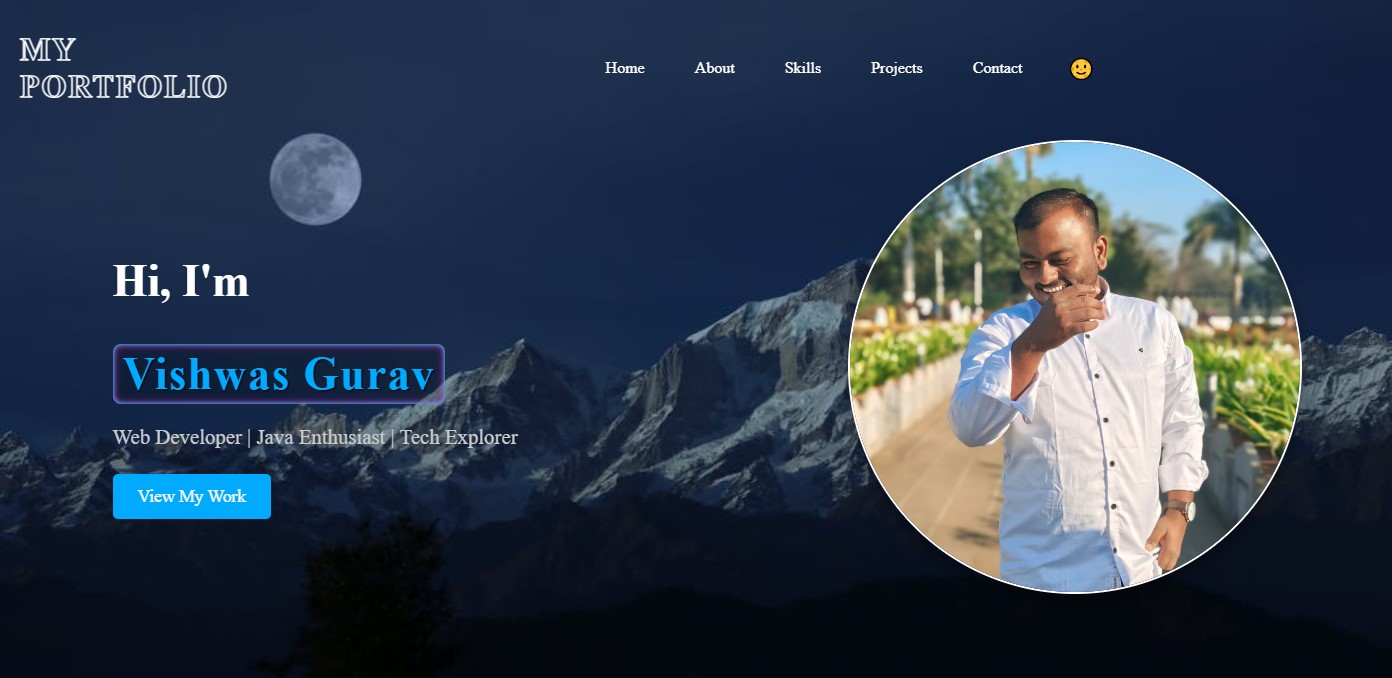 MY
PORTFOLIO
Home About Skills Projects Contact
Hi, I'm
Vishwas Gurav
Web Developer | Java Enthusiast | Tech Explorer
View My Work